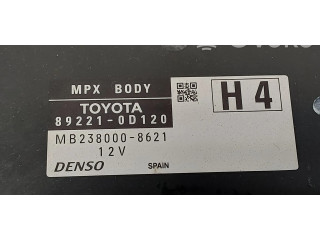 MPX BODY
TOYOTA
89221-0D120
H4
MB238000-8621
12V
DENSO
SPAIN